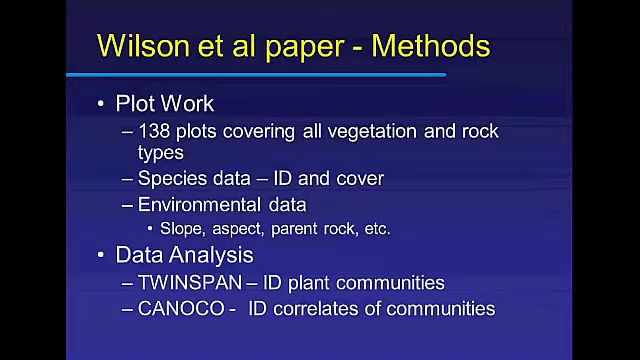 Wilson et al paper - Methods
• Plot Work
– 138 plots covering all vegetation and rock
types
– Species data – ID and cover
– Environmental data
• Slope, aspect, parent rock, etc.
• Data Analysis
– TWINSPAN – ID plant communities
– CANOCO - ID correlates of communities